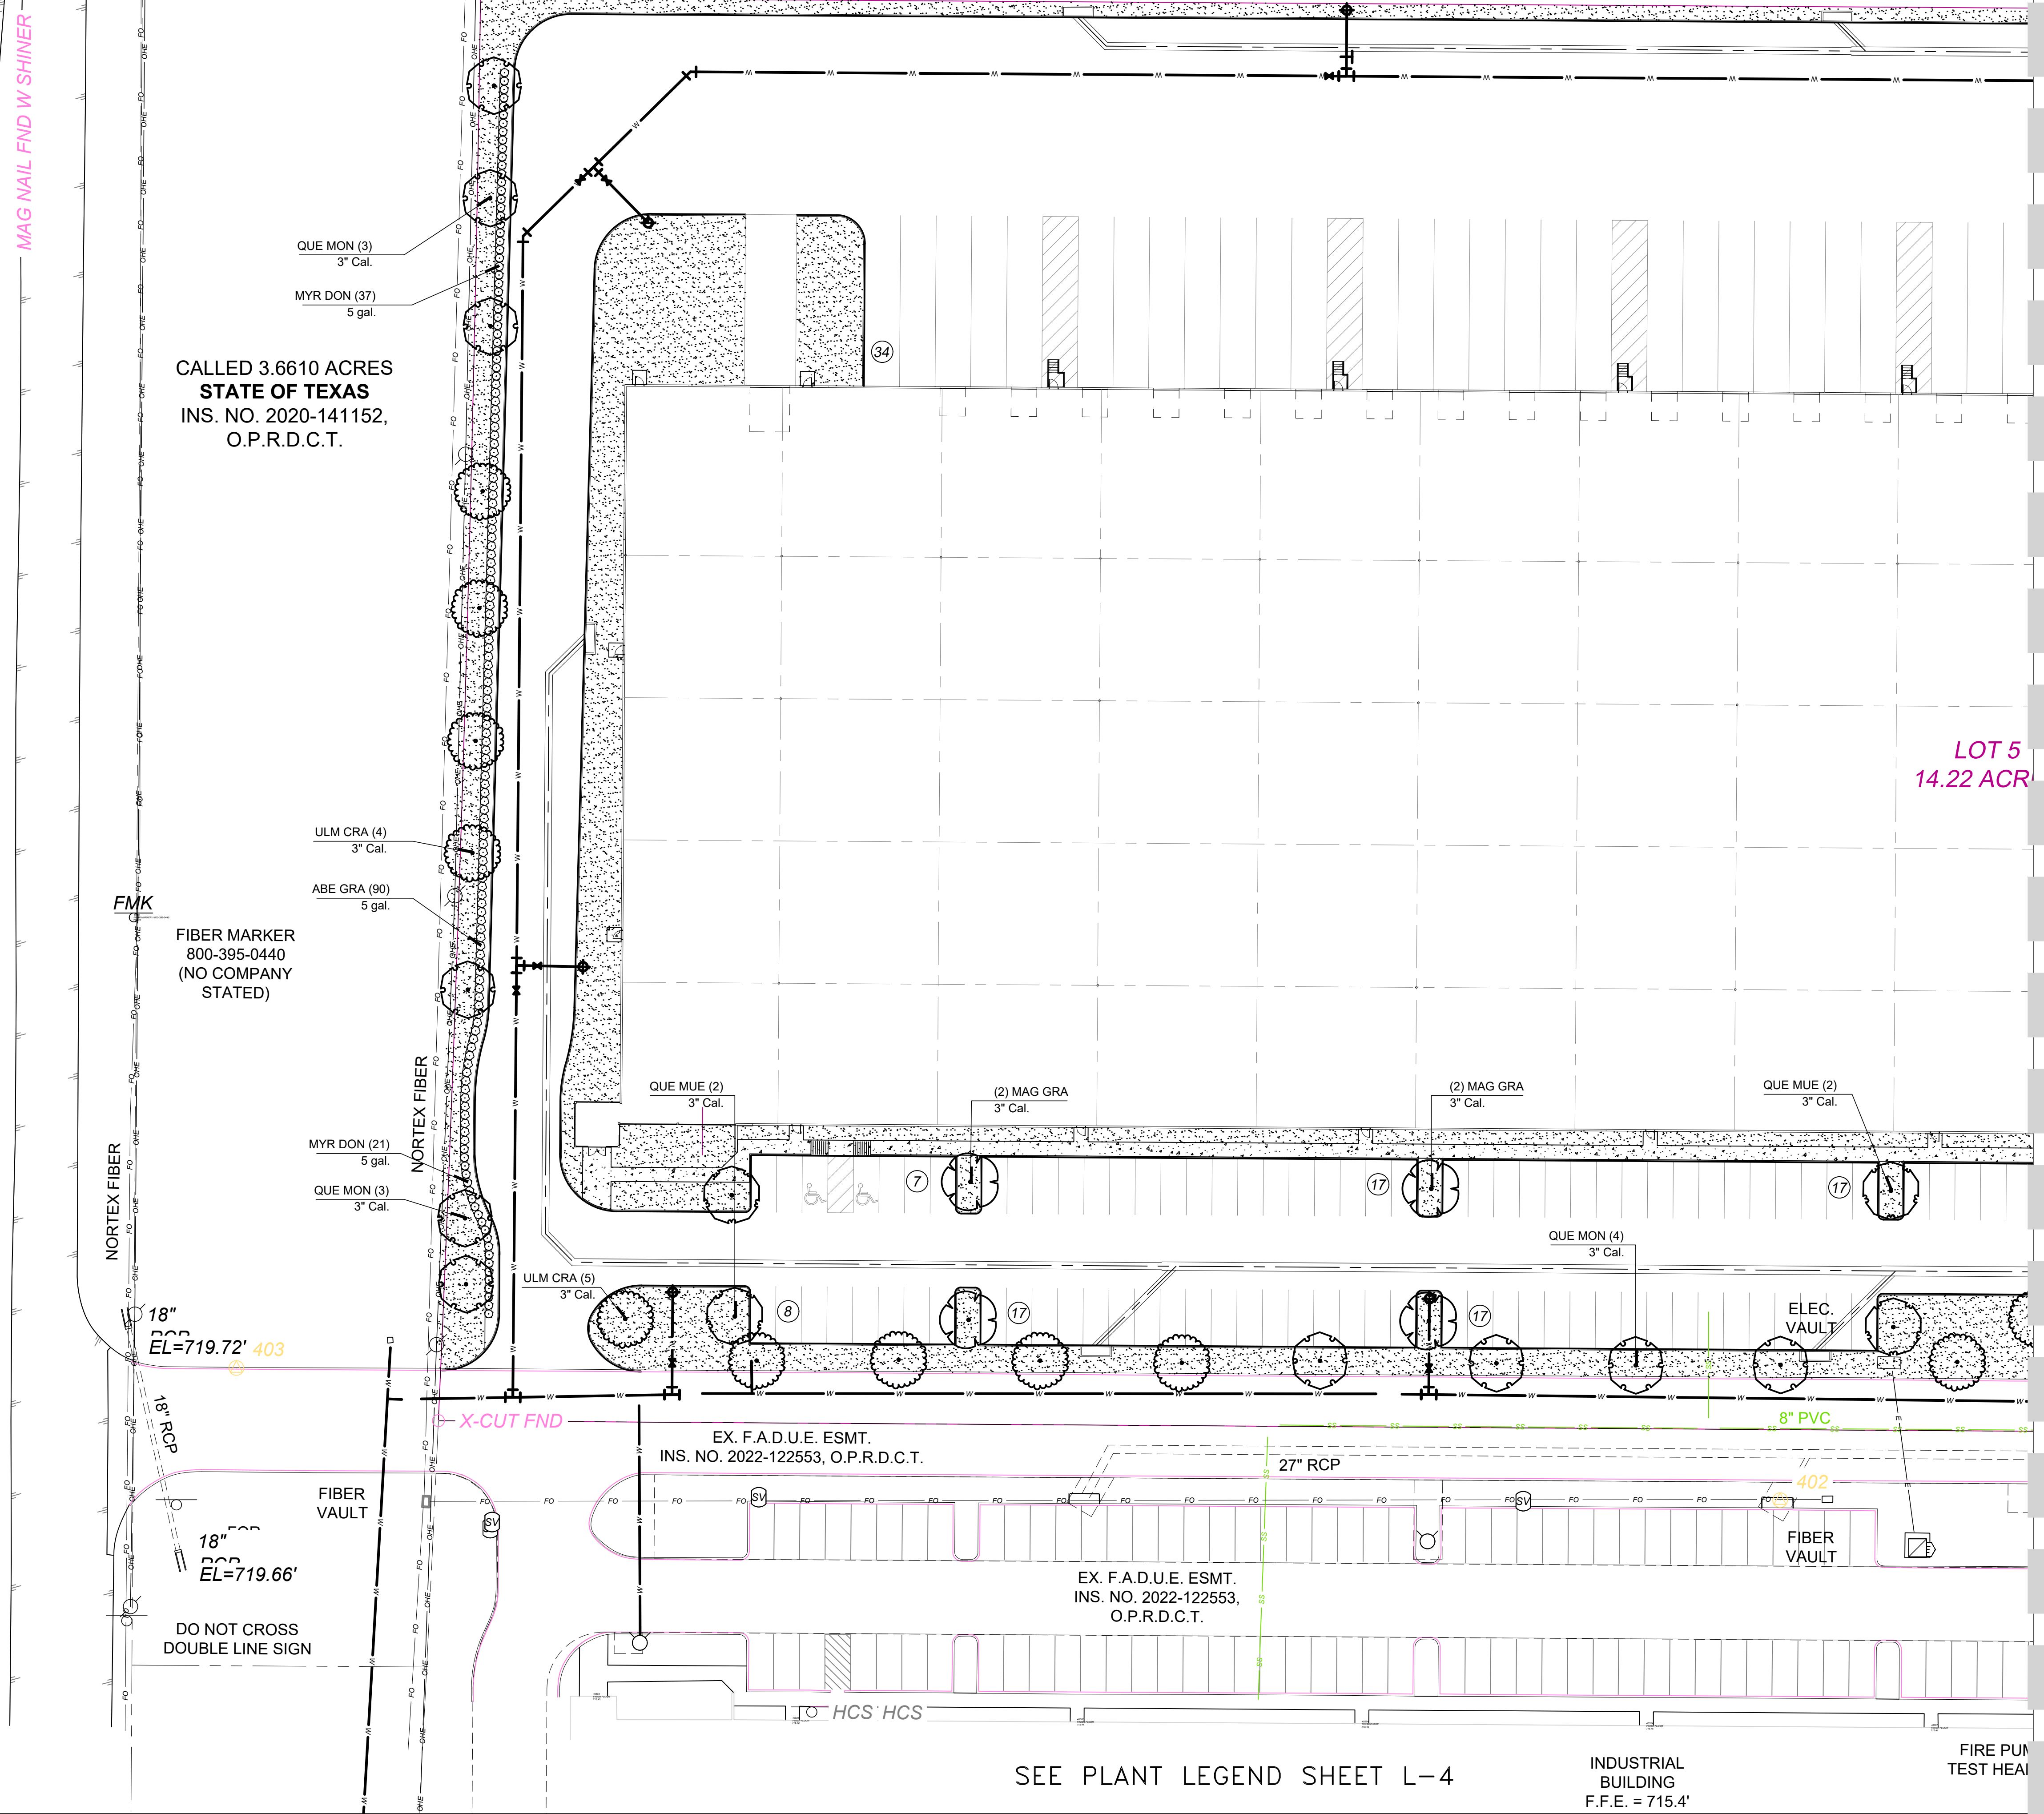 MAG NAIL FND W SHINER
QUE MON (3)
3" Cal.
MYR DON (37)
5 gal.
CALLED 3.6610 ACRES
STATE OF TEXAS
INS. NO. 2020-141152,
O.P.R.D.C.T.
34
LOT 5
14.22
ULM CRA (4)
3" Cal.
ABE GRA (90)
5 gal.
FMK
FIBER MARKER
800-395-0440
(NO COMPANY
STATED)
NORTEX FIBER
NORTEX FIBER
MYR DON (21)
5 gal.
QUE MON (3)
3" Cal.
QUE MUE (2)
3" Cal.
(2) MAG GRA
3" Cal.
(2) MAG GRA
3" Cal.
QUE MUE (2)
3" Cal.
7
17
17
QUE MON (4)
3" Cal.
ULM CRA (5)
3" Cal.
8
17
17
ELEC.
VAULT
18"
EL=719.72'
403
18" RCP
X-CUT FND
8" PVC
EX. F.A.D.U.E. ESMT.
INS. NO. 2022-122553, O.P.R.D.C.T.
27" RCP
402
FIBER
VAULT
SV
SV
SV
18"
EL=719.66'
FIBER
VAULT
EX. F.A.D.U.E. ESMT.
INS. NO. 2022-122553,
O.P.R.D.C.T.
DO NOT CROSS
DOUBLE LINE SIGN
HCS HCS
SEE PLANT LEGEND SHEET L-4
INDUSTRIAL
BUILDING
F.F.E. = 715.4'
FIRE
TEST